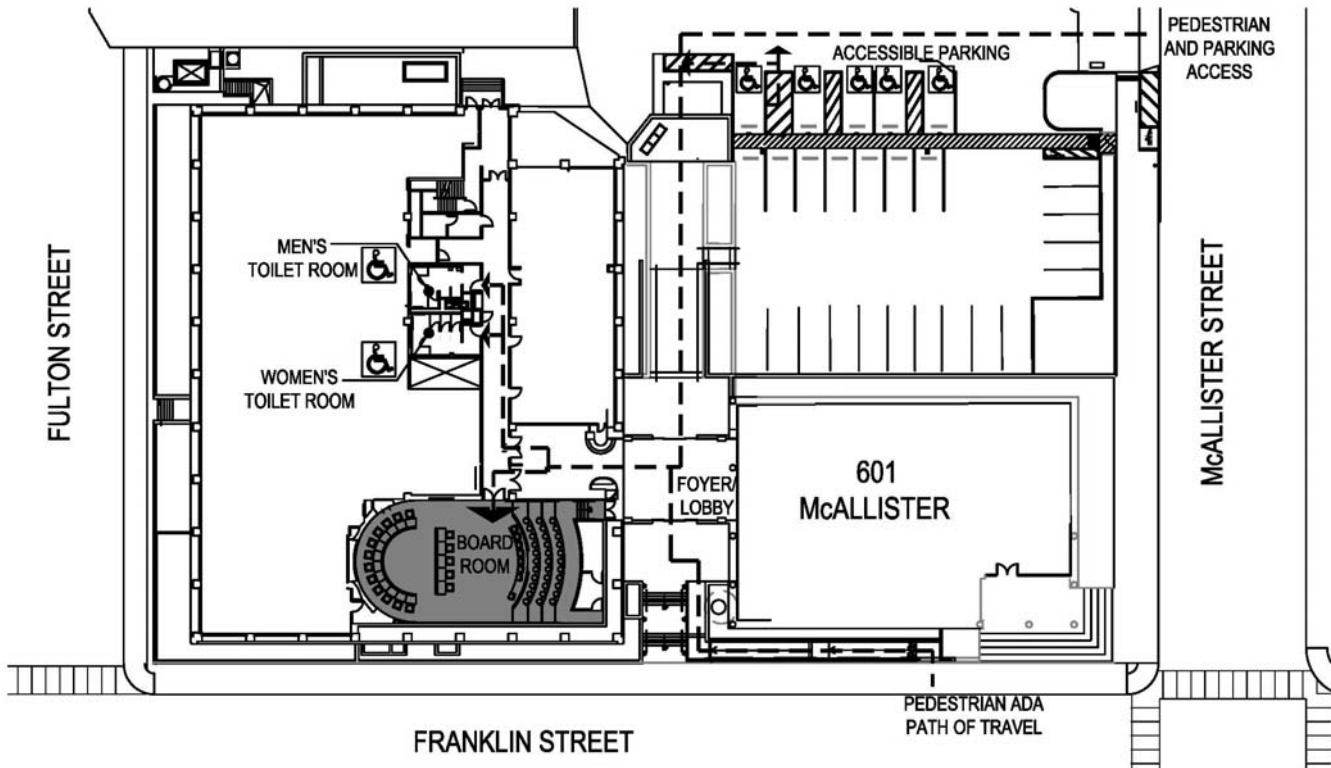 PEDESTRIAN
AND PARKING
ACCESS
ACCESSIBLE PARKING
MEN'S
TOILET ROOM
WOMEN'S
TOILET ROOM
FULTON STREET
McALLISTER STREET
FOYER/
LOBBY
601
McALLISTER
BOARD
ROOM
PEDESTRIAN ADA
PATH OF TRAVEL
FRANKLIN STREET